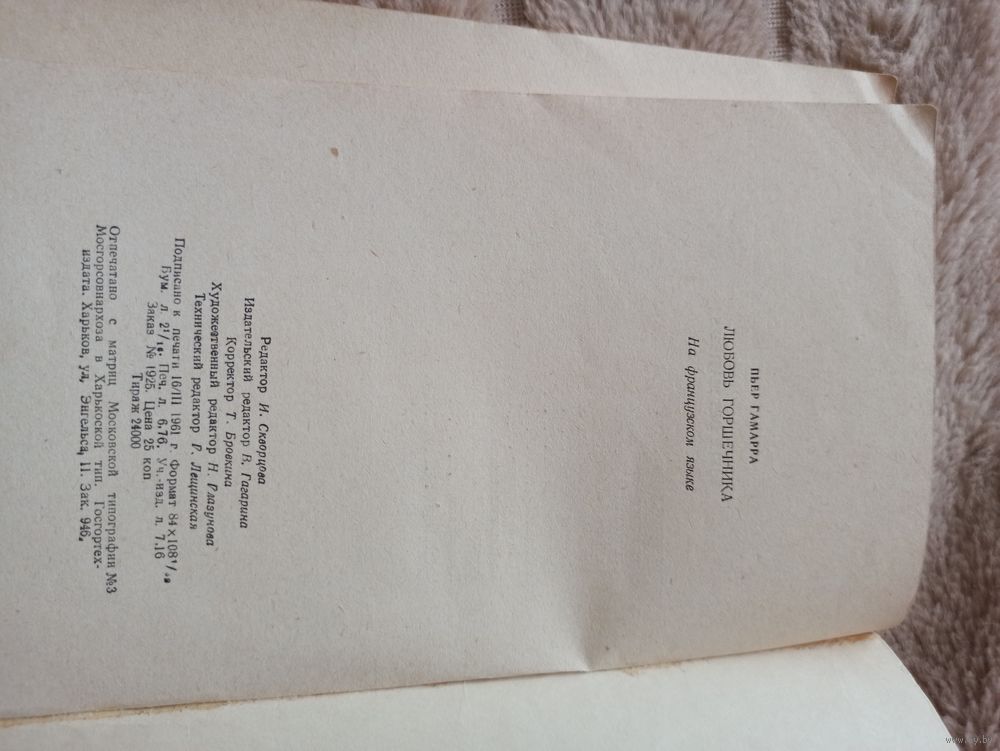 ПЬЕР ГАМАРРА
ЛЮБОВЬ ГОРШЕЧНИКА
На французском языке
Редактор И. Скворцова
Издательский редактор В. Гагарина
Корректор Т. Бровкина
Художественный редактор Н. Глазунова
Технический редактор Г. Лещинская
Подписано к печати 16/III 1961 г. Формат 84×108¹/₃₂
Бум. л. 2¹/₁₆. Печ. л. 6,76. Уч.-изд. л. 7,16
Заказ № 1925. Цена 25 коп
Тираж 24000
Отпечатано с матриц Московской типографии №3
Мосгорсовнархоза в Харькоской тип. Госгортех-
издата. Харьков, ул, Энгельса, 11. Зак. 946.